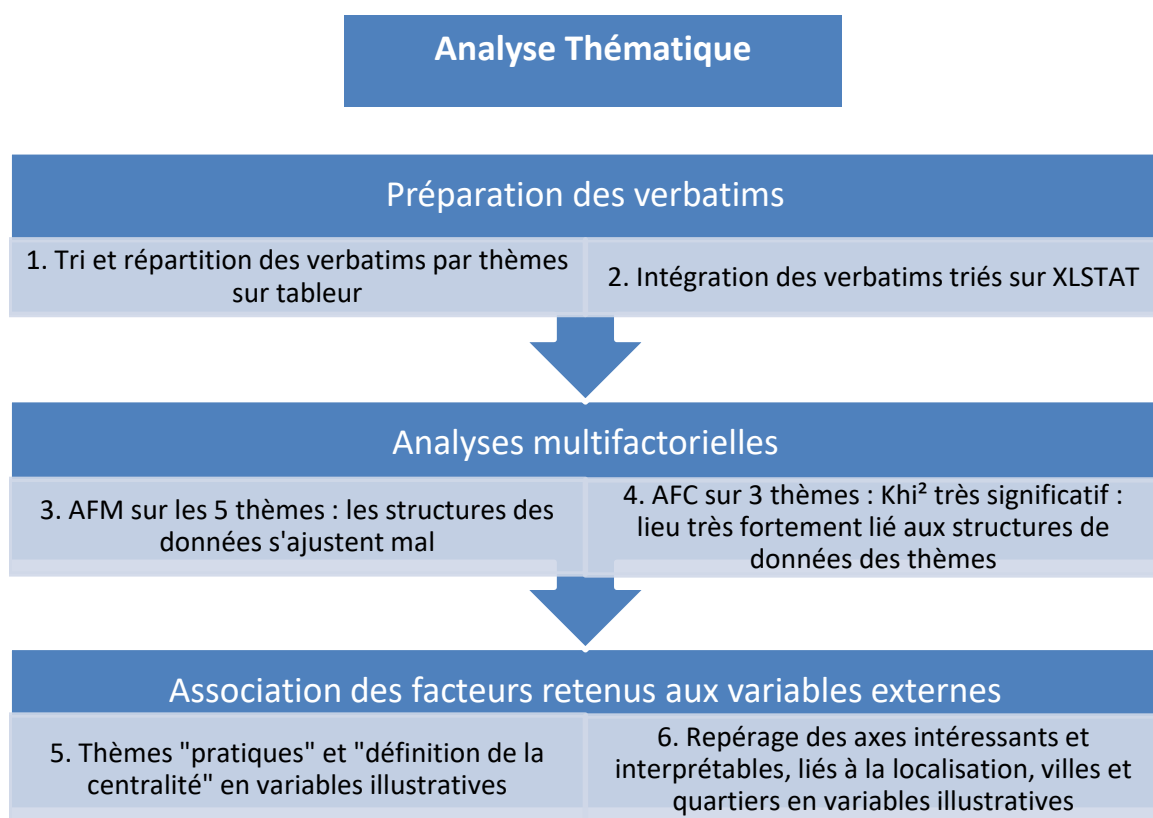 Analyse Thématique
Préparation des verbatims
1. Tri et répartition des verbatims par thèmes
sur tableur
2. Intégration des verbatims triés sur XLSTAT
Analyses multifactorielles
3. AFM sur les 5 thèmes : les structures des
données s'ajustent mal
4. AFC sur 3 thèmes : Khi² très significatif :
lieu très fortement lié aux structures de
données des thèmes
Association des facteurs retenus aux variables externes
5. Thèmes "pratiques" et "définition de la
centralité" en variables illustratives
6. Repérage des axes intéressants et
interprétables, liés à la localisation, villes et
quartiers en variables illustratives